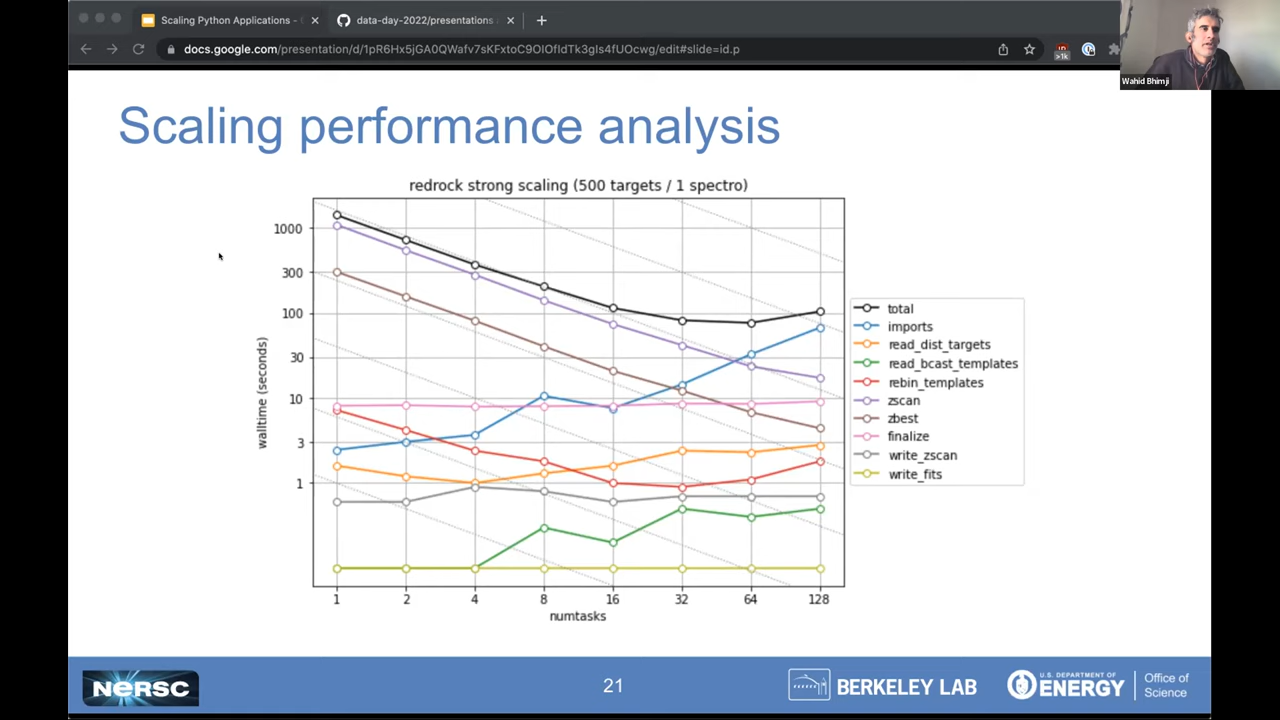 Scaling Python Applications -
data-day-2022/presentations
docs.google.com/presentation/d/1pR6Hx5jGA0QWafv7sKFxtoC9OIOfIdTk3gIs4fUOcwg/edit#slide=id.p
>1k
Wahid Bhimji
Scaling performance analysis
redrock strong scaling (500 targets / 1 spectro)
walltime (seconds)
1000
300
100
30
10
3
1
1 2 4 8 16 32 64 128
numtasks
total
imports
read_dist_targets
read_bcast_templates
rebin_templates
zscan
zbest
finalize
write_zscan
write_fits
NERSC
21
BERKELEY LAB
U.S. DEPARTMENT OF
ENERGY
Office of
Science